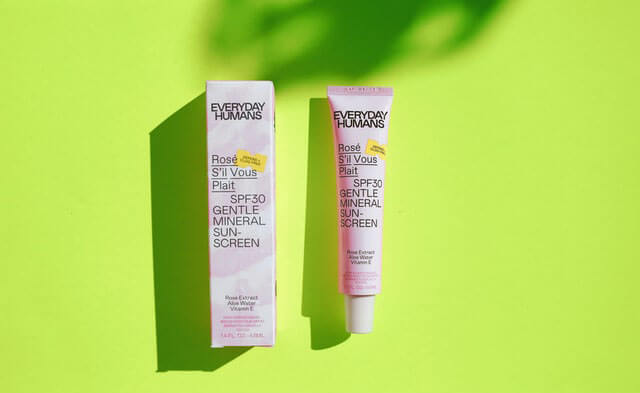 EVERYDAY
HUMANS
Rosé
S'il Vous
Plait
SPF30
GENTLE
MINERAL
SUN-
SCREEN
Rose Extract
Aloe Water
Vitamin E
EVERYDAY
HUMANS
Rosé
S'il Vous
Plait
SPF30
GENTLE
MINERAL
SUN-
SCREEN
Rose Extract
Aloe Water
Vitamin E